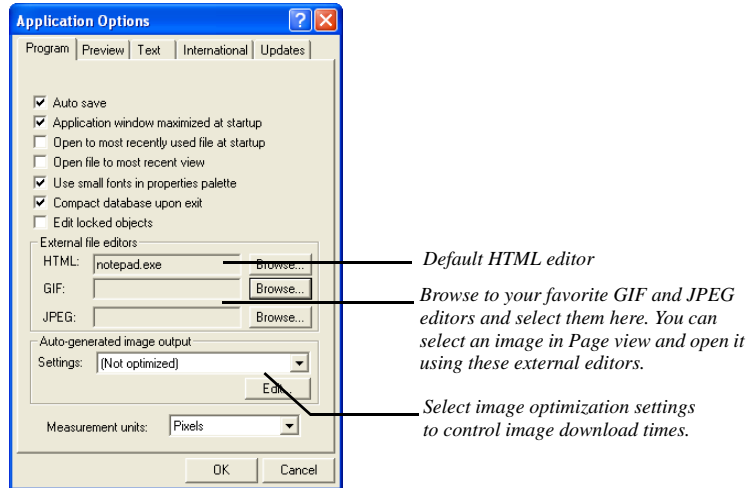 Application Options
Program Preview Text International Updates
Auto save
Application window maximized at startup
Open to most recently used file at startup
Open file to most recent view
Use small fonts in properties palette
Compact database upon exit
Edit locked objects
External file editors
HTML: notepad.exe Browse...
GIF: Browse...
JPEG: Browse...
Auto-generated image output
Settings: (Not optimized)
Edit...
Measurement units: Pixels
OK Cancel
Default HTML editor
Browse to your favorite GIF and JPEG
editors and select them here. You can
select an image in Page view and open it
using these external editors.
Select image optimization settings
to control image download times.